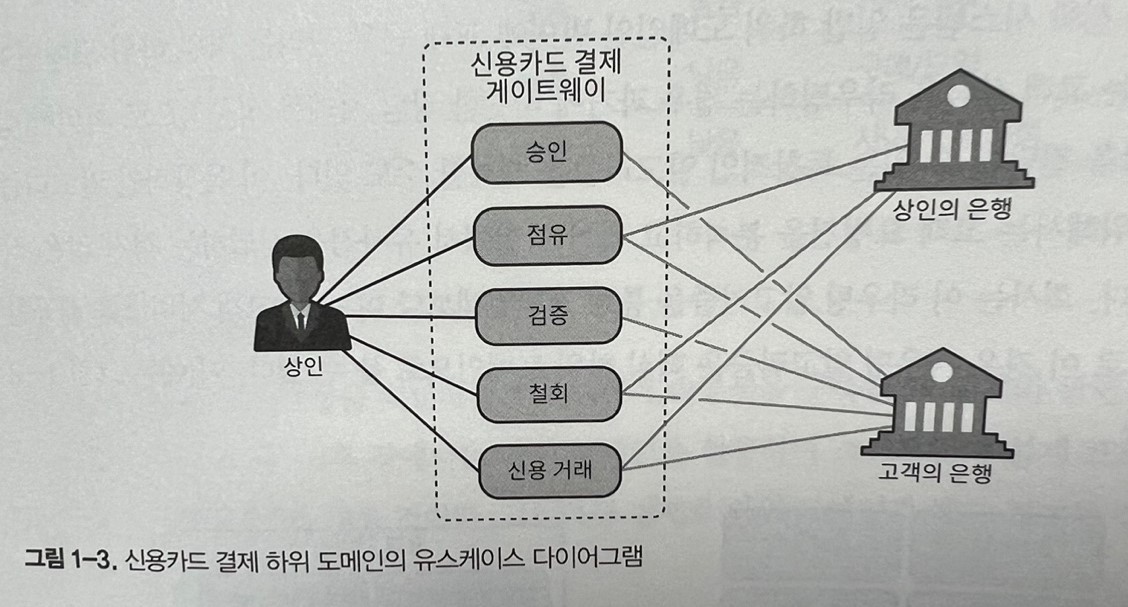 신용카드 결제
게이트웨이
승인
점유
검증
철회
신용 거래
상인
상인의 은행
고객의 은행
그림 1-3. 신용카드 결제 하위 도메인의 유스케이스 다이어그램